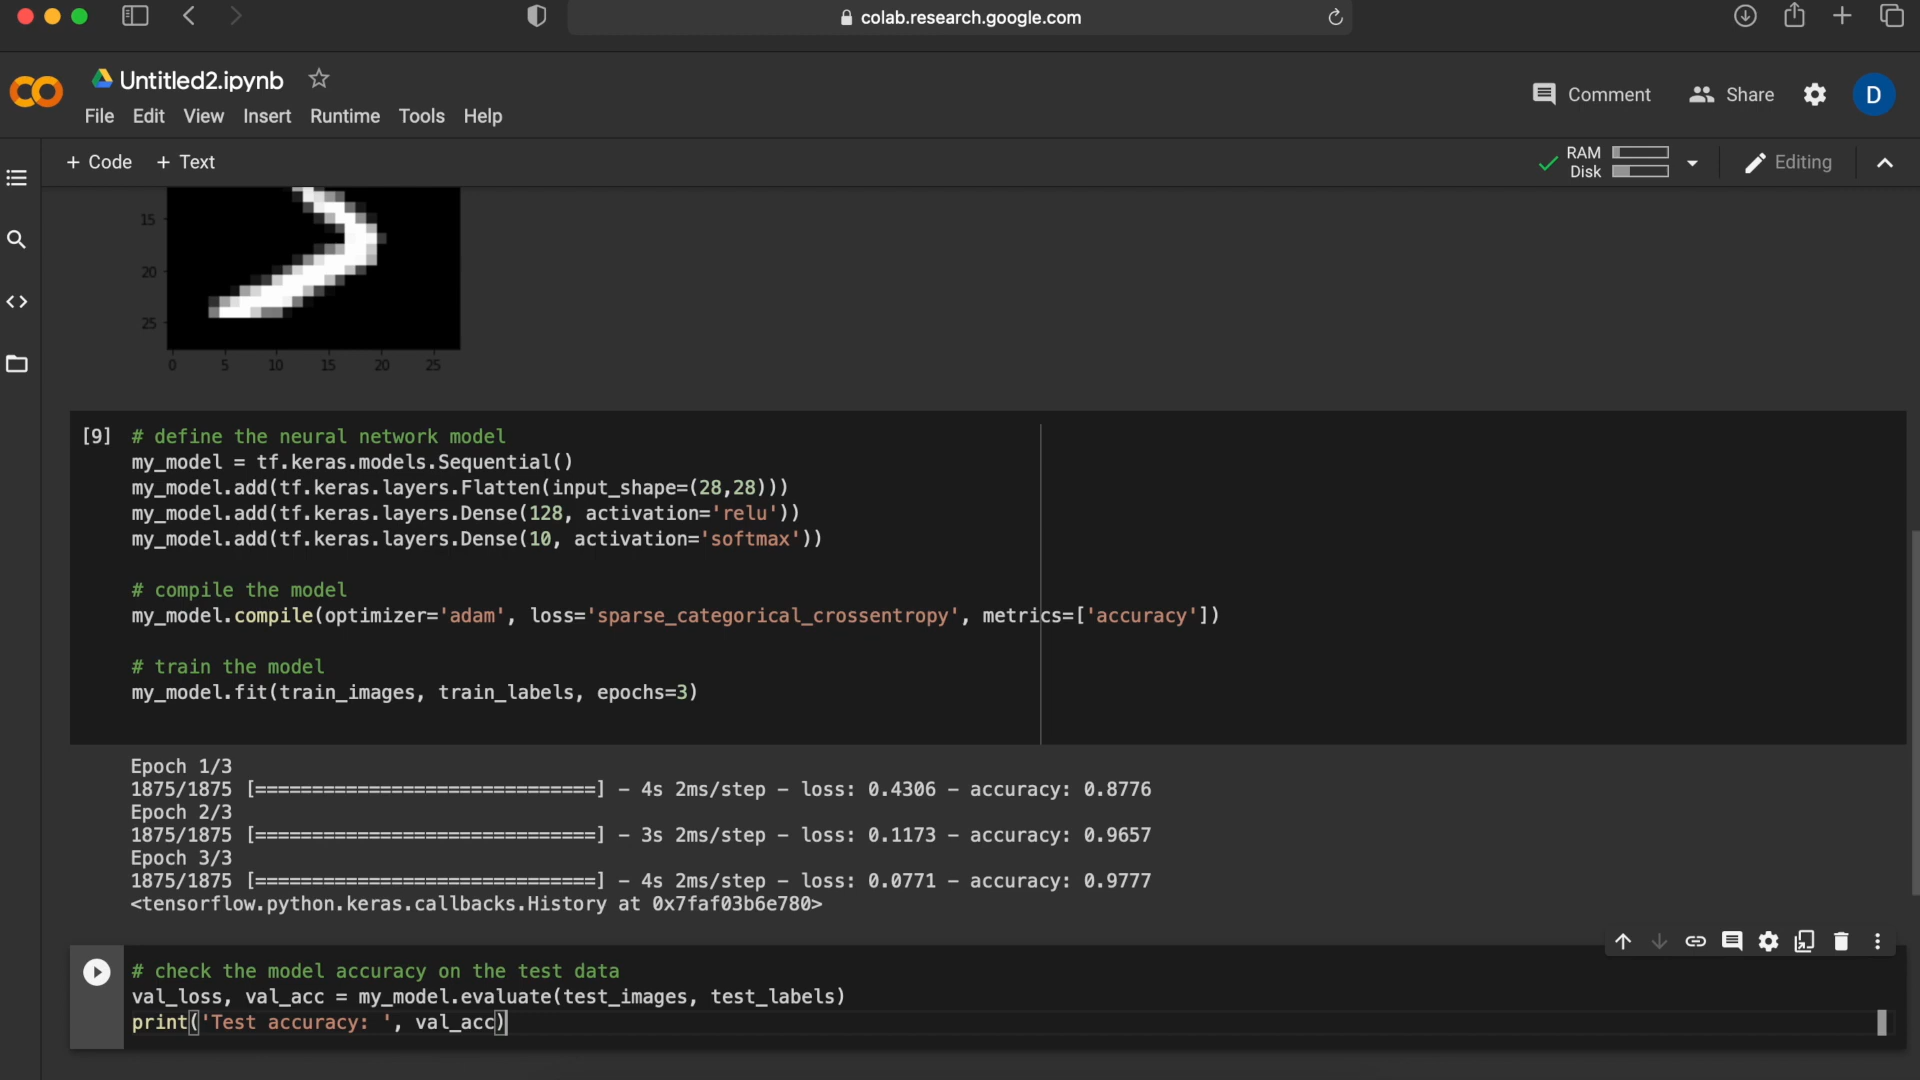 colab.research.google.com
Untitled2.ipynb
File Edit View Insert Runtime Tools Help
Comment Share D
+ Code + Text
RAM
Disk
Editing
15
20
25
0 5 10 15 20 25
[9] # define the neural network model
my_model = tf.keras.models.Sequential()
my_model.add(tf.keras.layers.Flatten(input_shape=(28,28)))
my_model.add(tf.keras.layers.Dense(128, activation='relu'))
my_model.add(tf.keras.layers.Dense(10, activation='softmax'))
# compile the model
my_model.compile(optimizer='adam', loss='sparse_categorical_crossentropy', metrics=['accuracy'])
# train the model
my_model.fit(train_images, train_labels, epochs=3)
Epoch 1/3
1875/1875 [==============================] - 4s 2ms/step - loss: 0.4306 - accuracy: 0.8776
Epoch 2/3
1875/1875 [==============================] - 3s 2ms/step - loss: 0.1173 - accuracy: 0.9657
Epoch 3/3
1875/1875 [==============================] - 4s 2ms/step - loss: 0.0771 - accuracy: 0.9777
<tensorflow.python.keras.callbacks.History at 0x7faf03b6e780>
# check the model accuracy on the test data
val_loss, val_acc = my_model.evaluate(test_images, test_labels)
print('Test accuracy: ', val_acc)